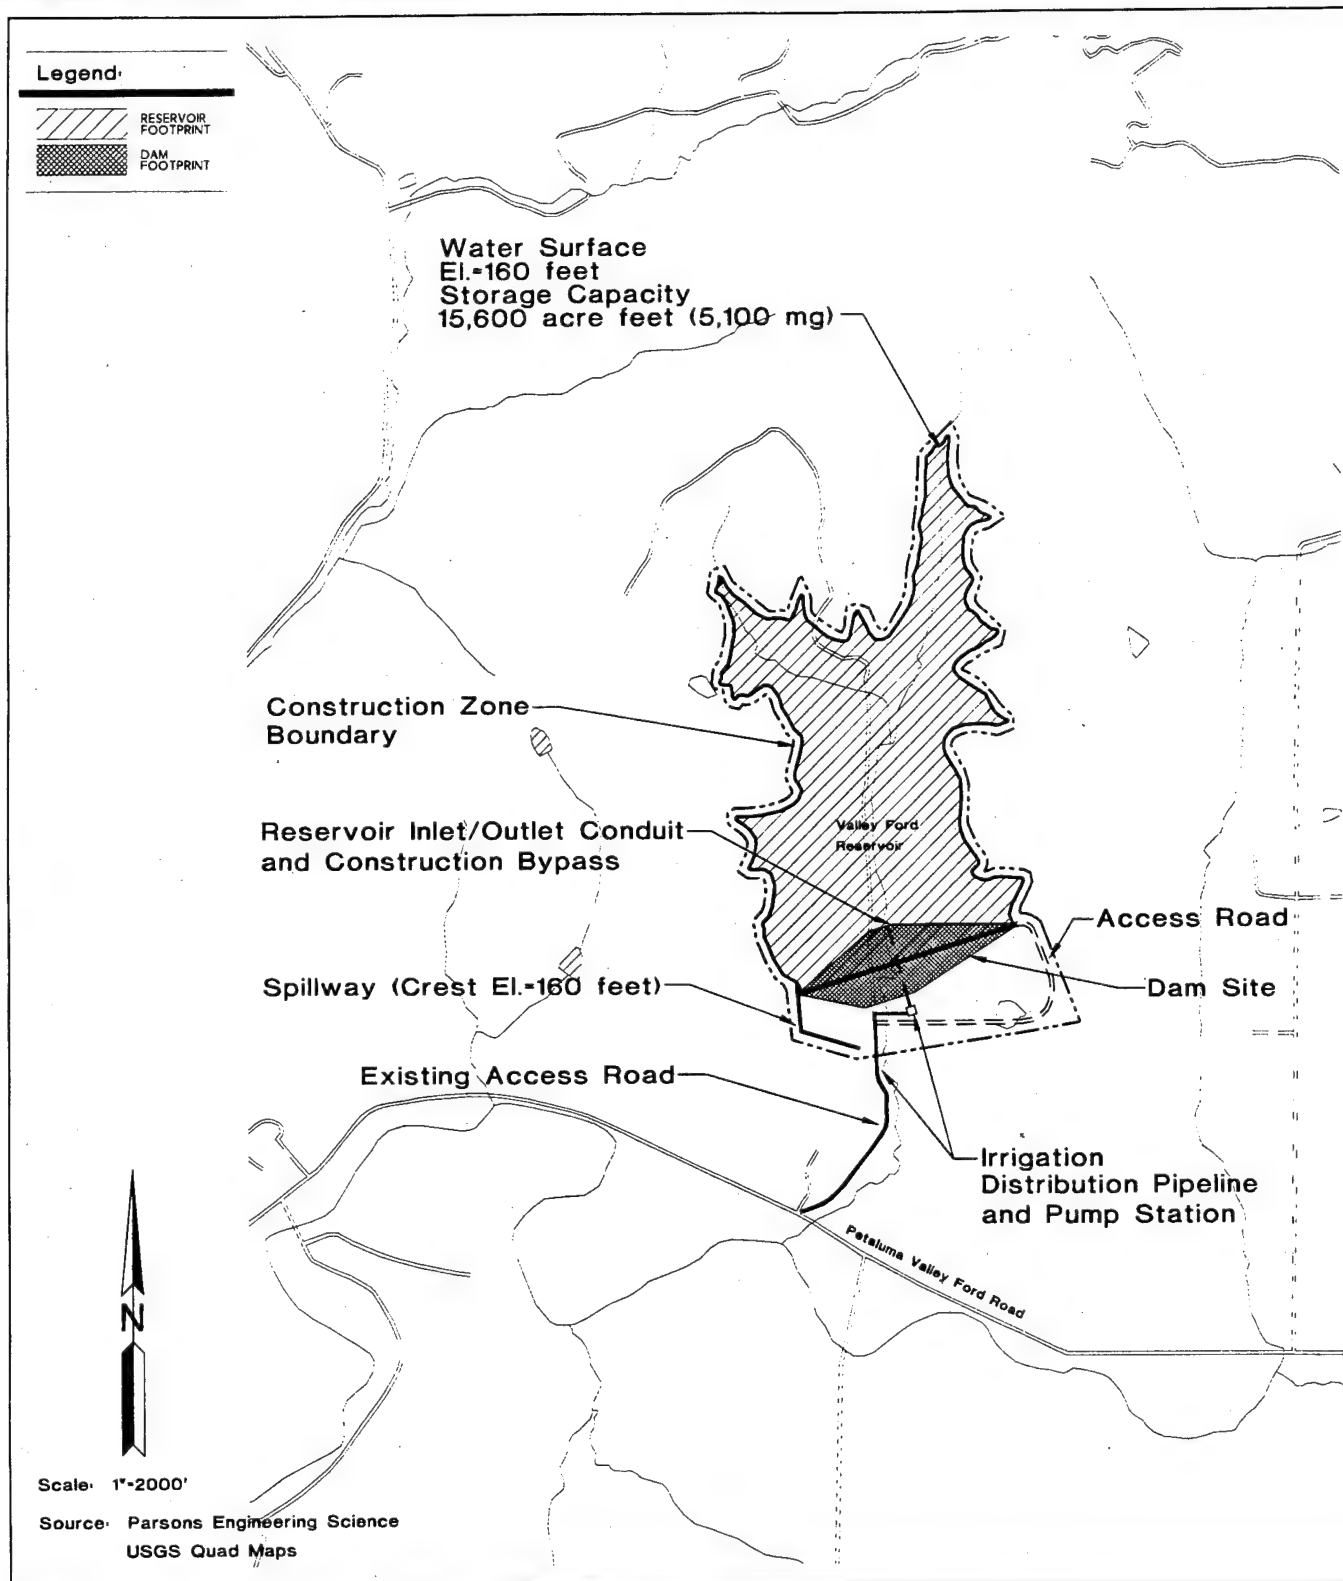 Legend:
RESERVOIR
FOOTPRINT
DAM
FOOTPRINT
Water Surface
El.=160 feet
Storage Capacity
15,600 acre feet (5,100 mg)
Construction Zone
Boundary
Valley Ford
Reservoir
Reservoir Inlet/Outlet Conduit
and Construction Bypass
Access Road
Spillway (Crest El.=160 feet)
Dam Site
Existing Access Road
Irrigation
Distribution Pipeline
and Pump Station
Petaluma Valley Ford Road
N
Scale: 1"=2000'
Source: Parsons Engineering Science
USGS Quad Maps